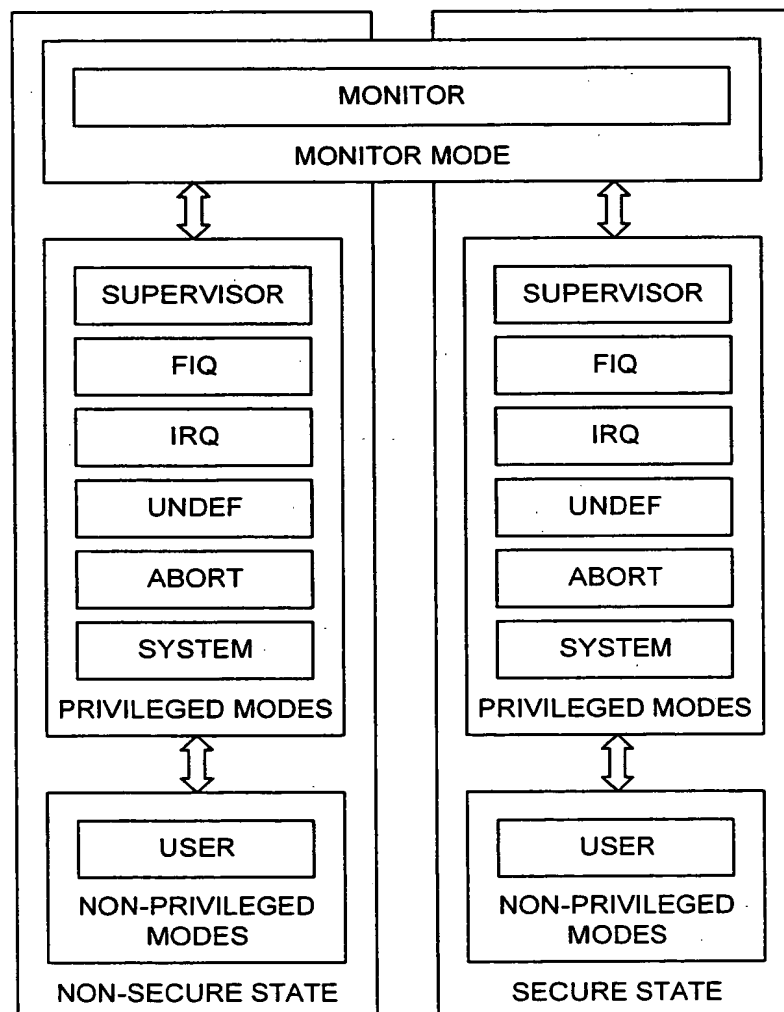 MONITOR
MONITOR MODE
SUPERVISOR
FIQ
IRQ
UNDEF
ABORT
SYSTEM
PRIVILEGED MODES
USER
NON-PRIVILEGED
MODES
NON-SECURE STATE
SUPERVISOR
FIQ
IRQ
UNDEF
ABORT
SYSTEM
PRIVILEGED MODES
USER
NON-PRIVILEGED
MODES
SECURE STATE